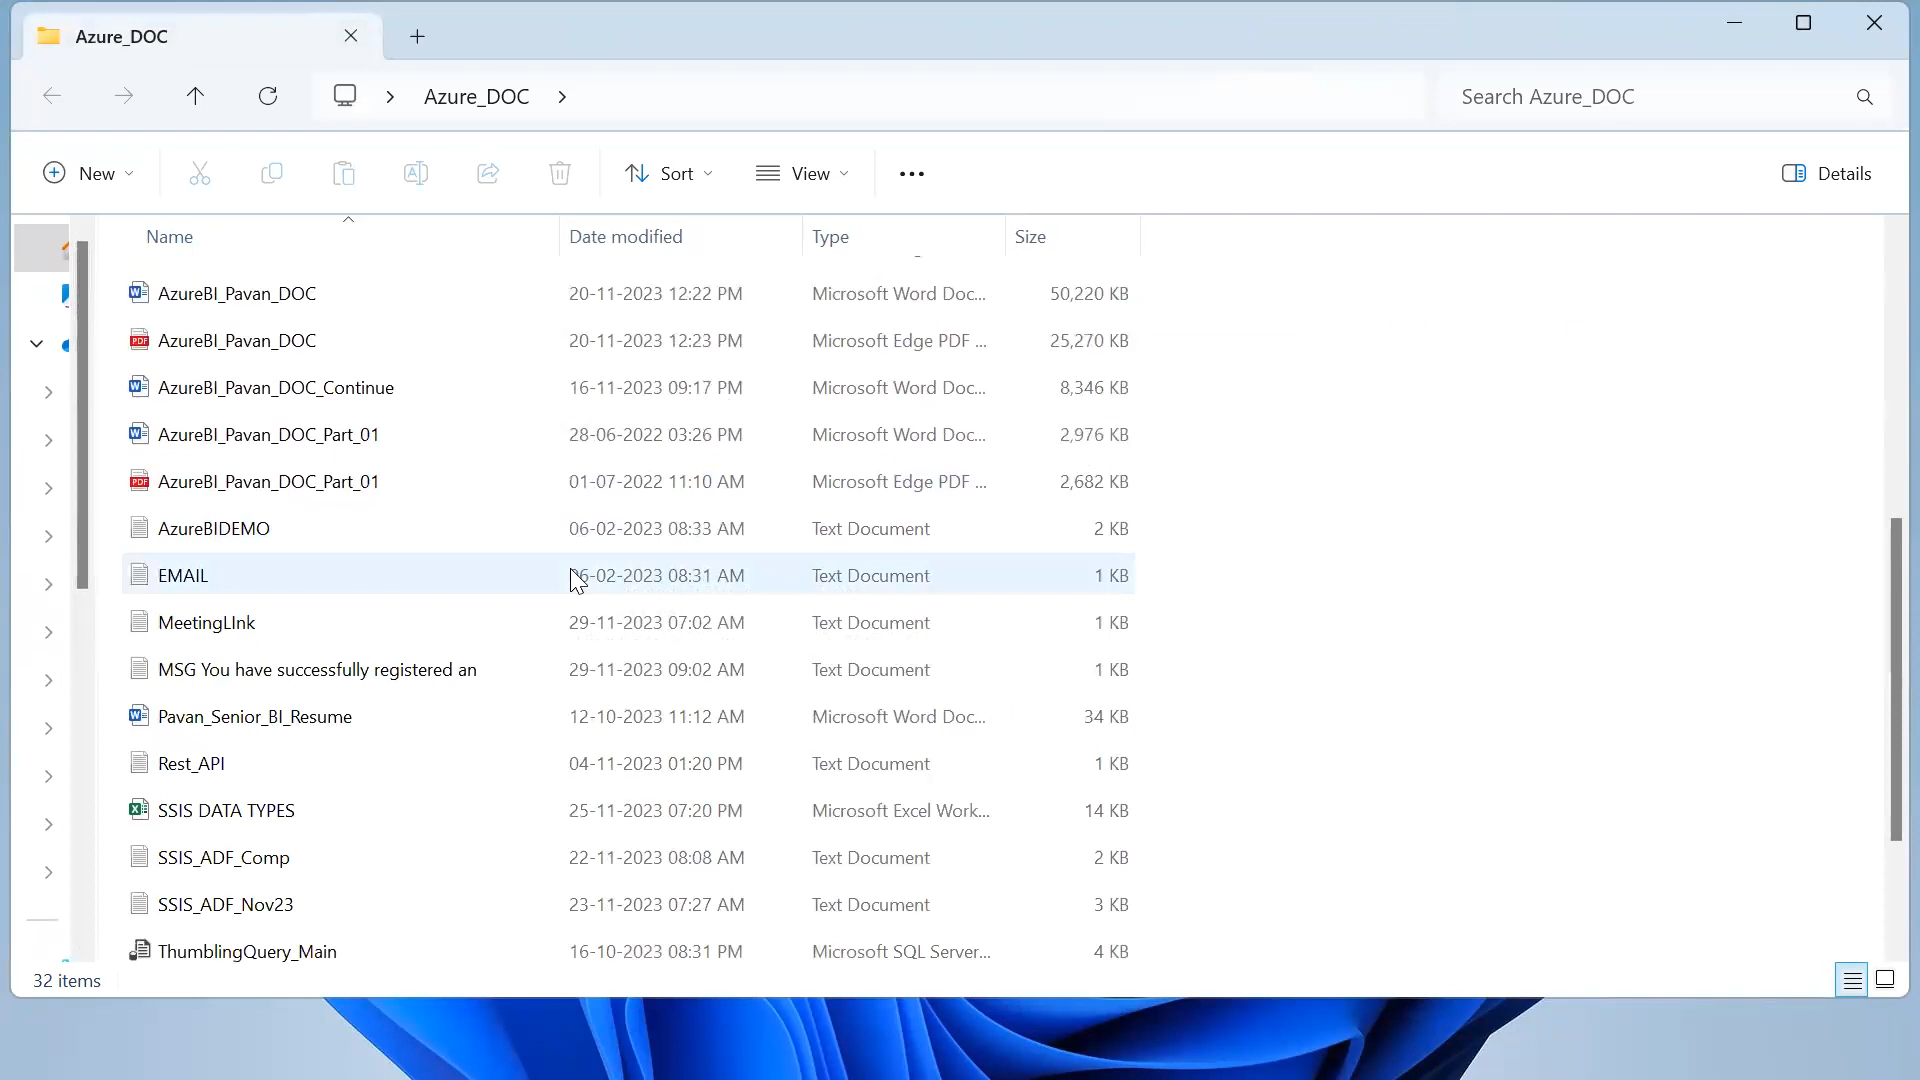 Azure_DOC
Azure_DOC
Search Azure_DOC
New
Sort
View
Details
Name Date modified Type Size
AzureBI_Pavan_DOC 20-11-2023 12:22 PM Microsoft Word Doc... 50,220 KB
PDF AzureBI_Pavan_DOC 20-11-2023 12:23 PM Microsoft Edge PDF ... 25,270 KB
AzureBI_Pavan_DOC_Continue 16-11-2023 09:17 PM Microsoft Word Doc... 8,346 KB
AzureBI_Pavan_DOC_Part_01 28-06-2022 03:26 PM Microsoft Word Doc... 2,976 KB
PDF AzureBI_Pavan_DOC_Part_01 01-07-2022 11:10 AM Microsoft Edge PDF ... 2,682 KB
AzureBIDEMO 06-02-2023 08:33 AM Text Document 2 KB
EMAIL 06-02-2023 08:31 AM Text Document 1 KB
MeetingLInk 29-11-2023 07:02 AM Text Document 1 KB
MSG You have successfully registered an 29-11-2023 09:02 AM Text Document 1 KB
Pavan_Senior_BI_Resume 12-10-2023 11:12 AM Microsoft Word Doc... 34 KB
Rest_API 04-11-2023 01:20 PM Text Document 1 KB
SSIS DATA TYPES 25-11-2023 07:20 PM Microsoft Excel Work... 14 KB
SSIS_ADF_Comp 22-11-2023 08:08 AM Text Document 2 KB
SSIS_ADF_Nov23 23-11-2023 07:27 AM Text Document 3 KB
ThumblingQuery_Main 16-10-2023 08:31 PM Microsoft SQL Server... 4 KB
32 items